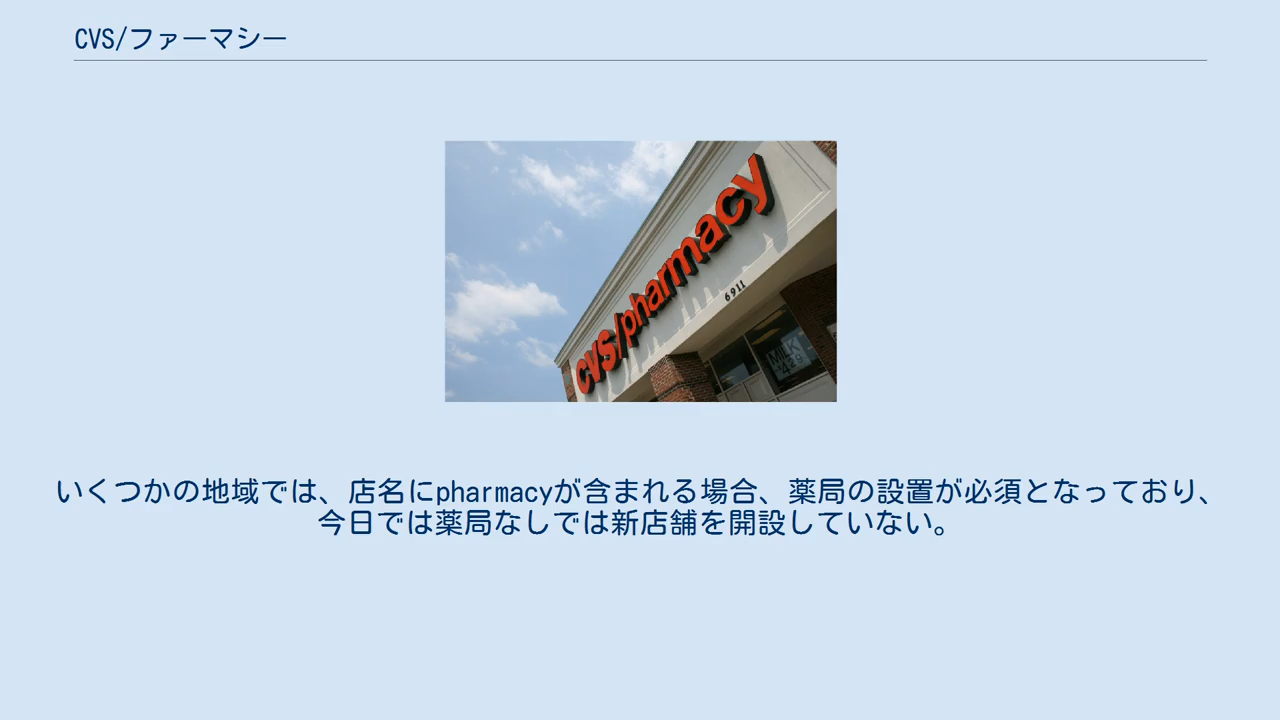 CVS/ファーマシー
cvs/pharmacy
6911
MILK
いくつかの地域では、店名にpharmacyが含まれる場合、薬局の設置が必須となっており、
今日では薬局なしでは新店舗を開設していない。